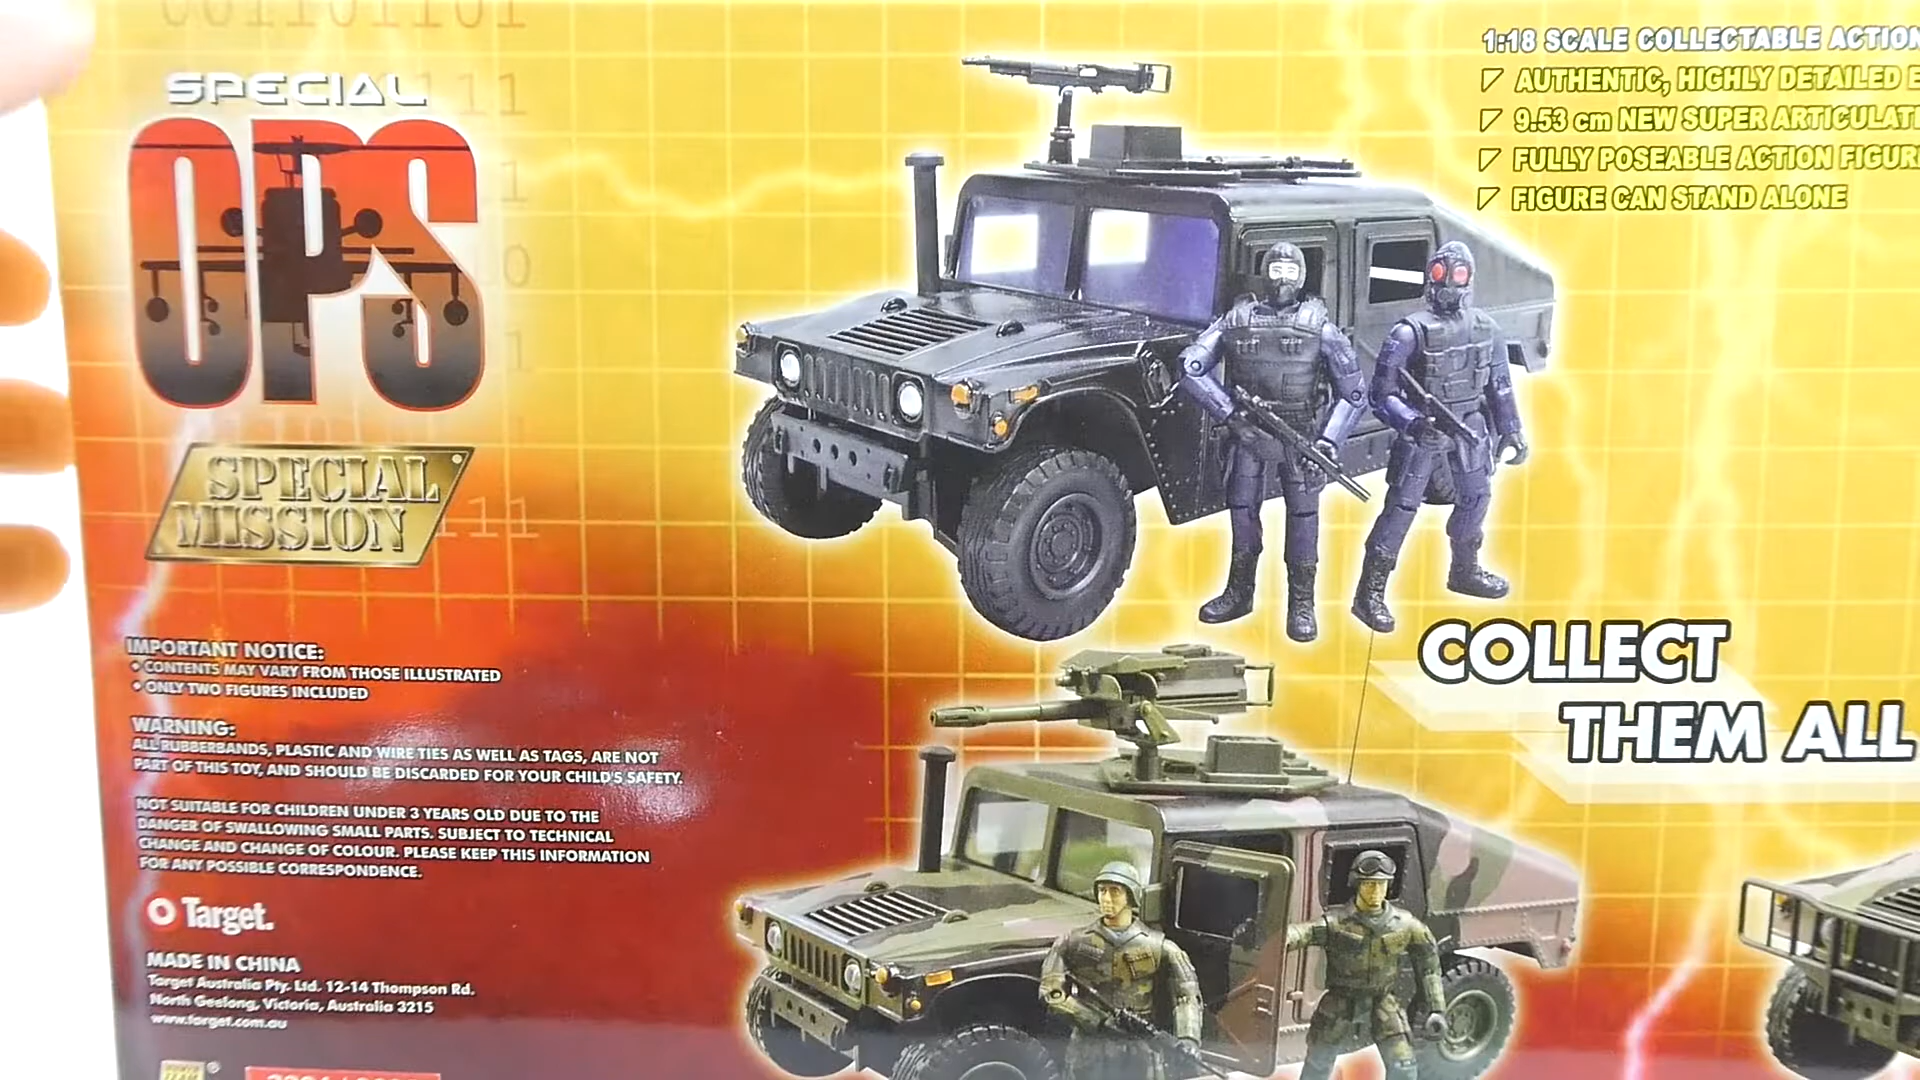 SPECIAL
OPS
SPECIAL
MISSION
IMPORTANT NOTICE:
• CONTENTS MAY VARY FROM THOSE ILLUSTRATED
• ONLY TWO FIGURES INCLUDED
WARNING:
ALL RUBBERBANDS, PLASTIC AND WIRE TIES AS WELL AS TAGS, ARE NOT
PART OF THIS TOY, AND SHOULD BE DISCARDED FOR YOUR CHILD'S SAFETY.
NOT SUITABLE FOR CHILDREN UNDER 3 YEARS OLD DUE TO THE
DANGER OF SWALLOWING SMALL PARTS. SUBJECT TO TECHNICAL
CHANGE AND CHANGE OF COLOUR. PLEASE KEEP THIS INFORMATION
FOR ANY POSSIBLE CORRESPONDENCE.
Target.
MADE IN CHINA
Target Australia Pty. Ltd. 12-14 Thompson Rd.
North Geelong, Victoria, Australia 3215
www.target.com.au
1:18 SCALE COLLECTABLE ACTION
AUTHENTIC, HIGHLY DETAILED
9.53 cm NEW SUPER ARTICULAT
FULLY POSEABLE ACTION FIGUR
FIGURE CAN STAND ALONE
COLLECT
THEM ALL